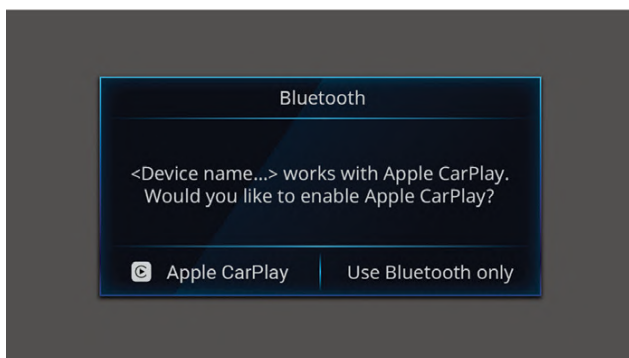 Bluetooth
<Device name...> works with Apple CarPlay.
Would you like to enable Apple CarPlay?
Apple CarPlay
Use Bluetooth only